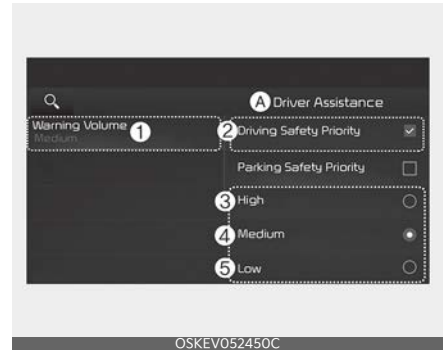 A Driver Assistance
Warning Volume
Medium
1
2 Driving Safety Priority
Parking Safety Priority
3 High
4 Medium
5 Low
OSKEV052450C